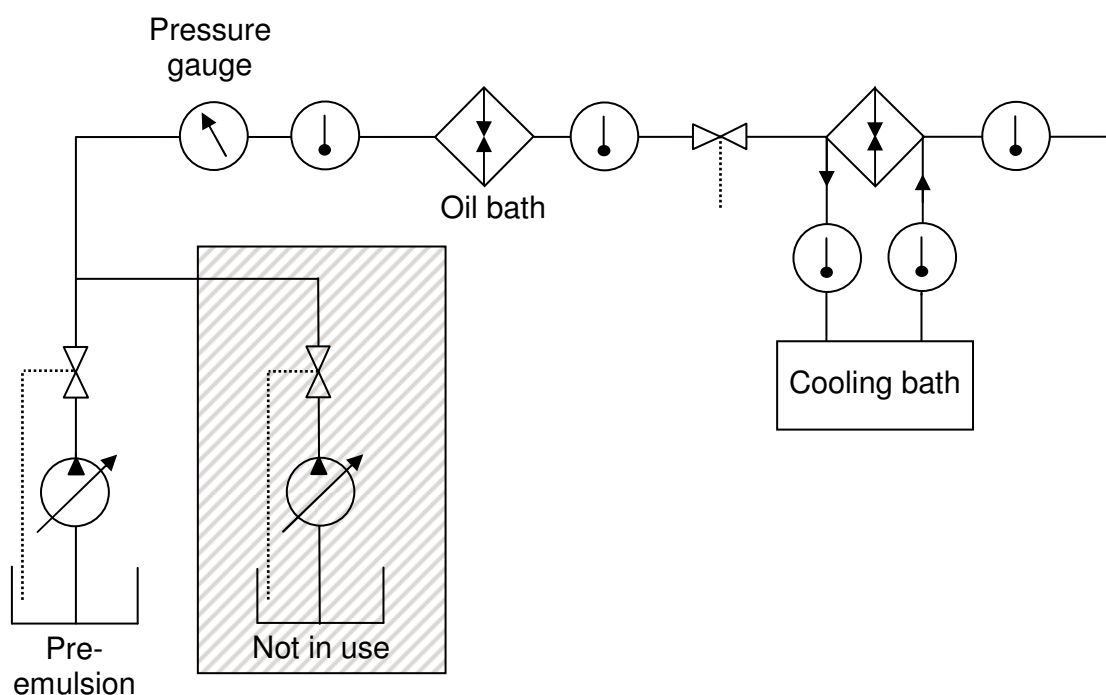 Pressure
gauge
Oil bath
Cooling bath
Not in use
Pre-
emulsion